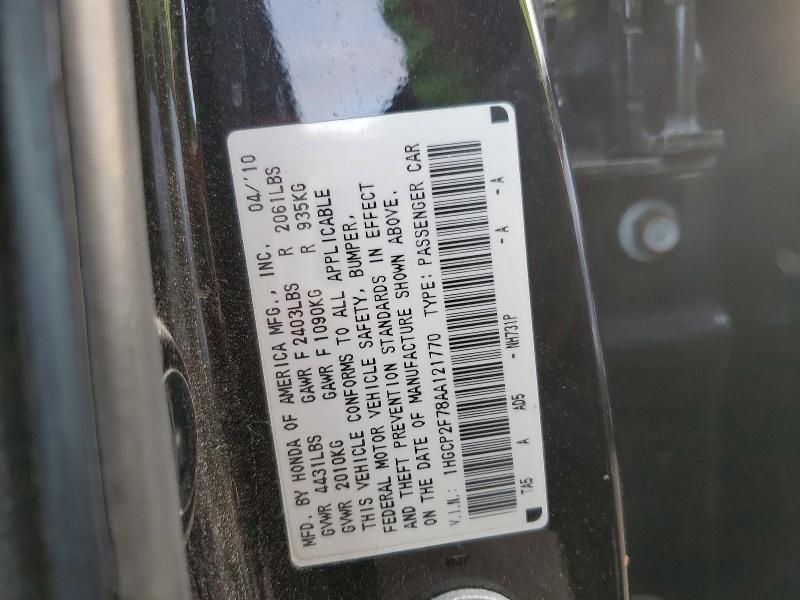 MFD. BY HONDA OF AMERICA MFG., INC. 04/'10
GVWR 4431LBS GAWR F 2403LBS R 2061LBS
GVWR 2010KG GAWR F 1090KG R 935KG
THIS VEHICLE CONFORMS TO ALL APPLICABLE
FEDERAL MOTOR VEHICLE SAFETY, BUMPER,
AND THEFT PREVENTION STANDARDS IN EFFECT
ON THE DATE OF MANUFACTURE SHOWN ABOVE.
V.I.N.: 1HGCP2F78AA121770 TYPE: PASSENGER CAR
TA5 A AD5 - NH731P - A - A